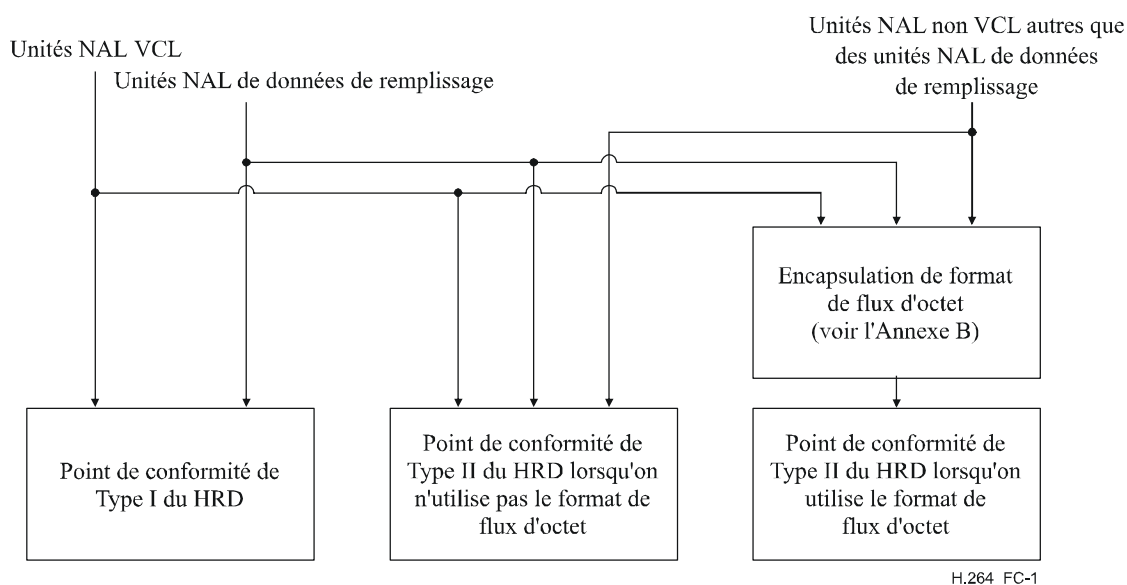 Unités NAL VCL
Unités NAL de données de remplissage
Unités NAL non VCL autres que
des unités NAL de données
de remplissage
Encapsulation de format
de flux d'octet
(voir l'Annexe B)
Point de conformité de
Type I du HRD
Point de conformité de
Type II du HRD lorsqu'on
n'utilise pas le format de
flux d'octet
Point de conformité de
Type II du HRD lorsqu'on
utilise le format de
flux d'octet
H.264_FC-1